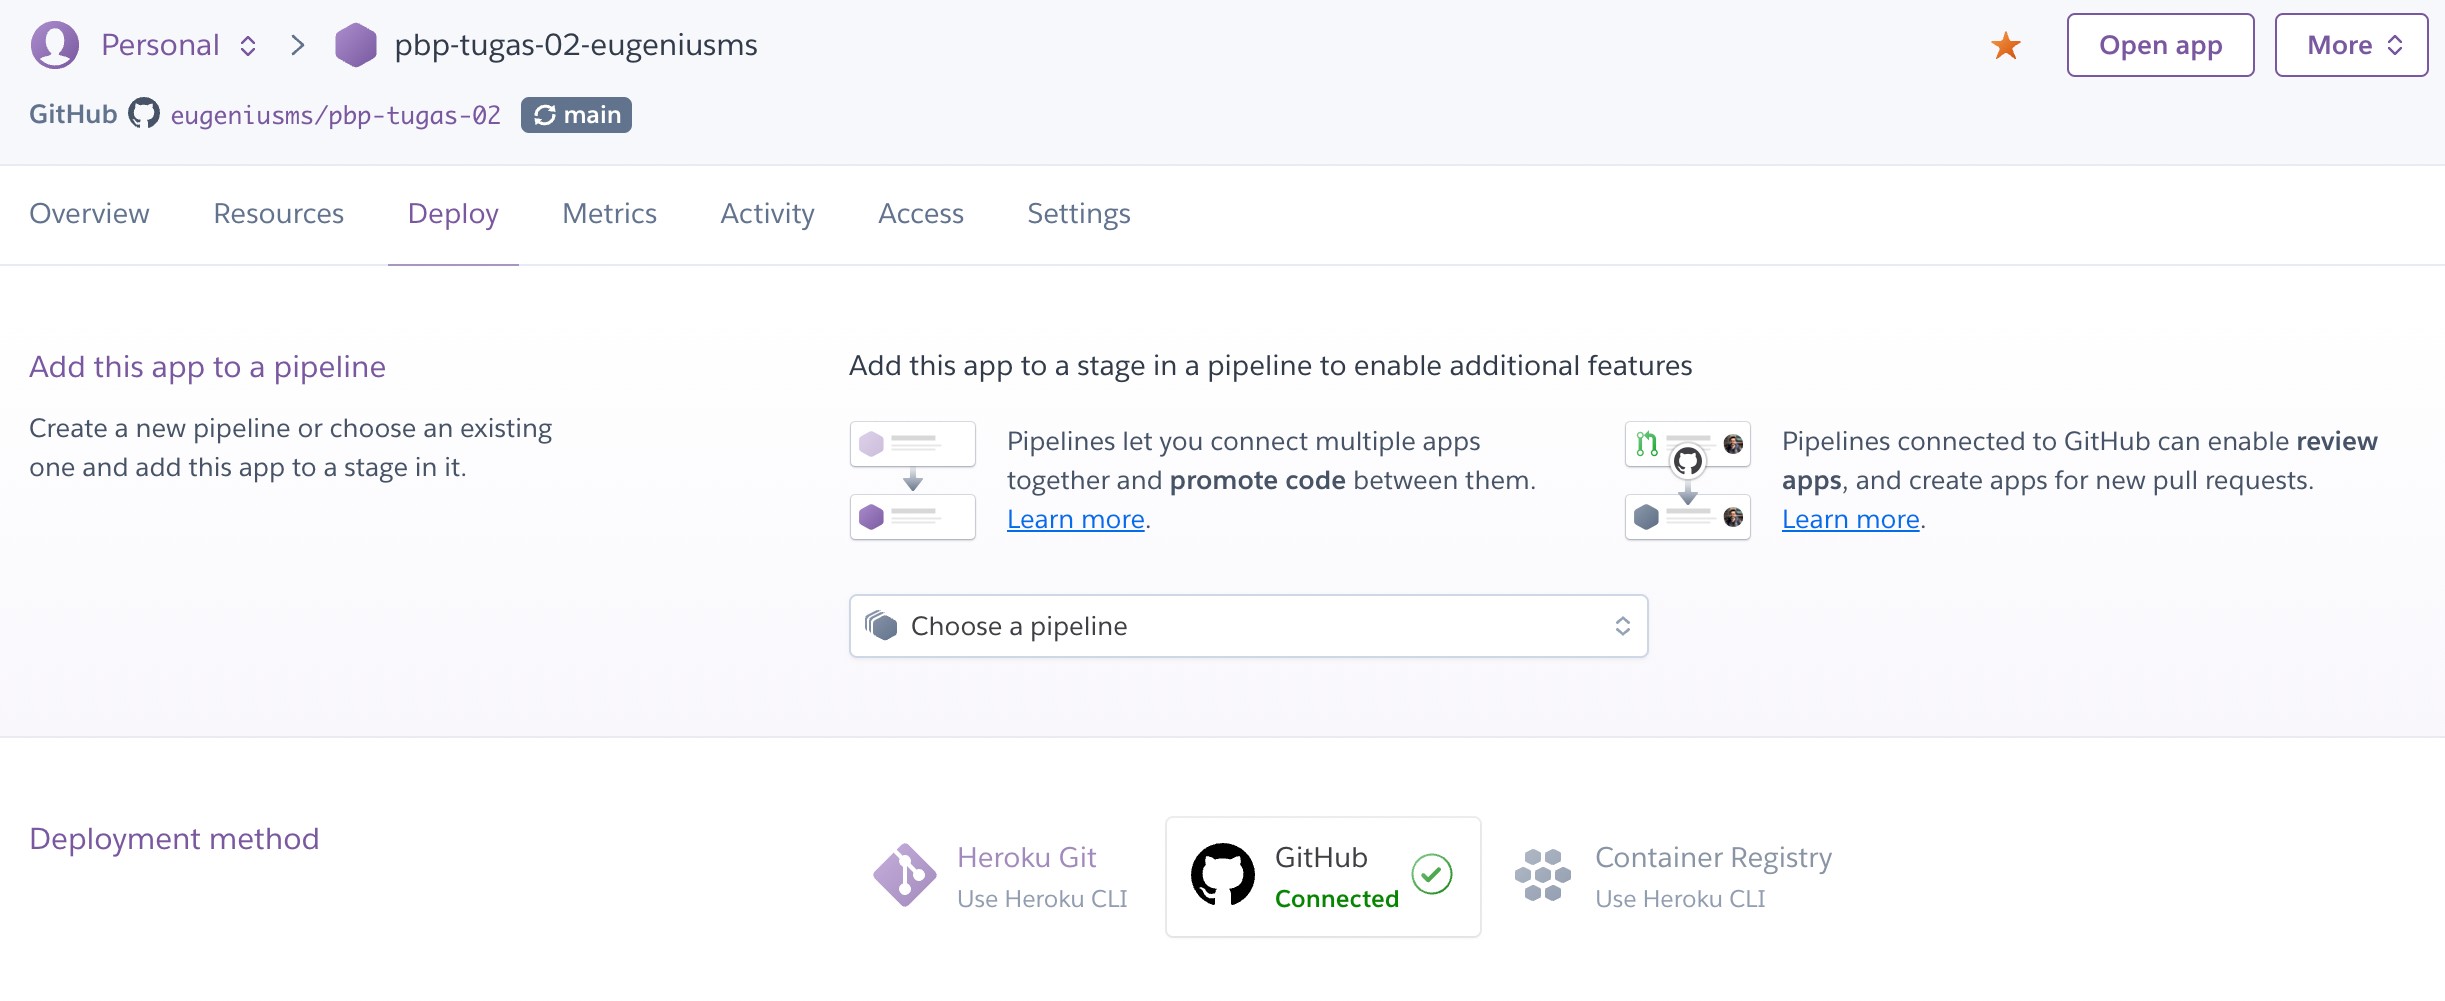 Personal
pbp-tugas-02-eugeniusms
Open app
More
GitHub eugeniusms/pbp-tugas-02 main
Overview Resources Deploy Metrics Activity Access Settings
Add this app to a pipeline
Create a new pipeline or choose an existing
one and add this app to a stage in it.
Add this app to a stage in a pipeline to enable additional features
Pipelines let you connect multiple apps
together and promote code between them.
Learn more.
Pipelines connected to GitHub can enable review
apps, and create apps for new pull requests.
Learn more.
Choose a pipeline
Deployment method
Heroku Git
Use Heroku CLI
GitHub
Connected
Container Registry
Use Heroku CLI